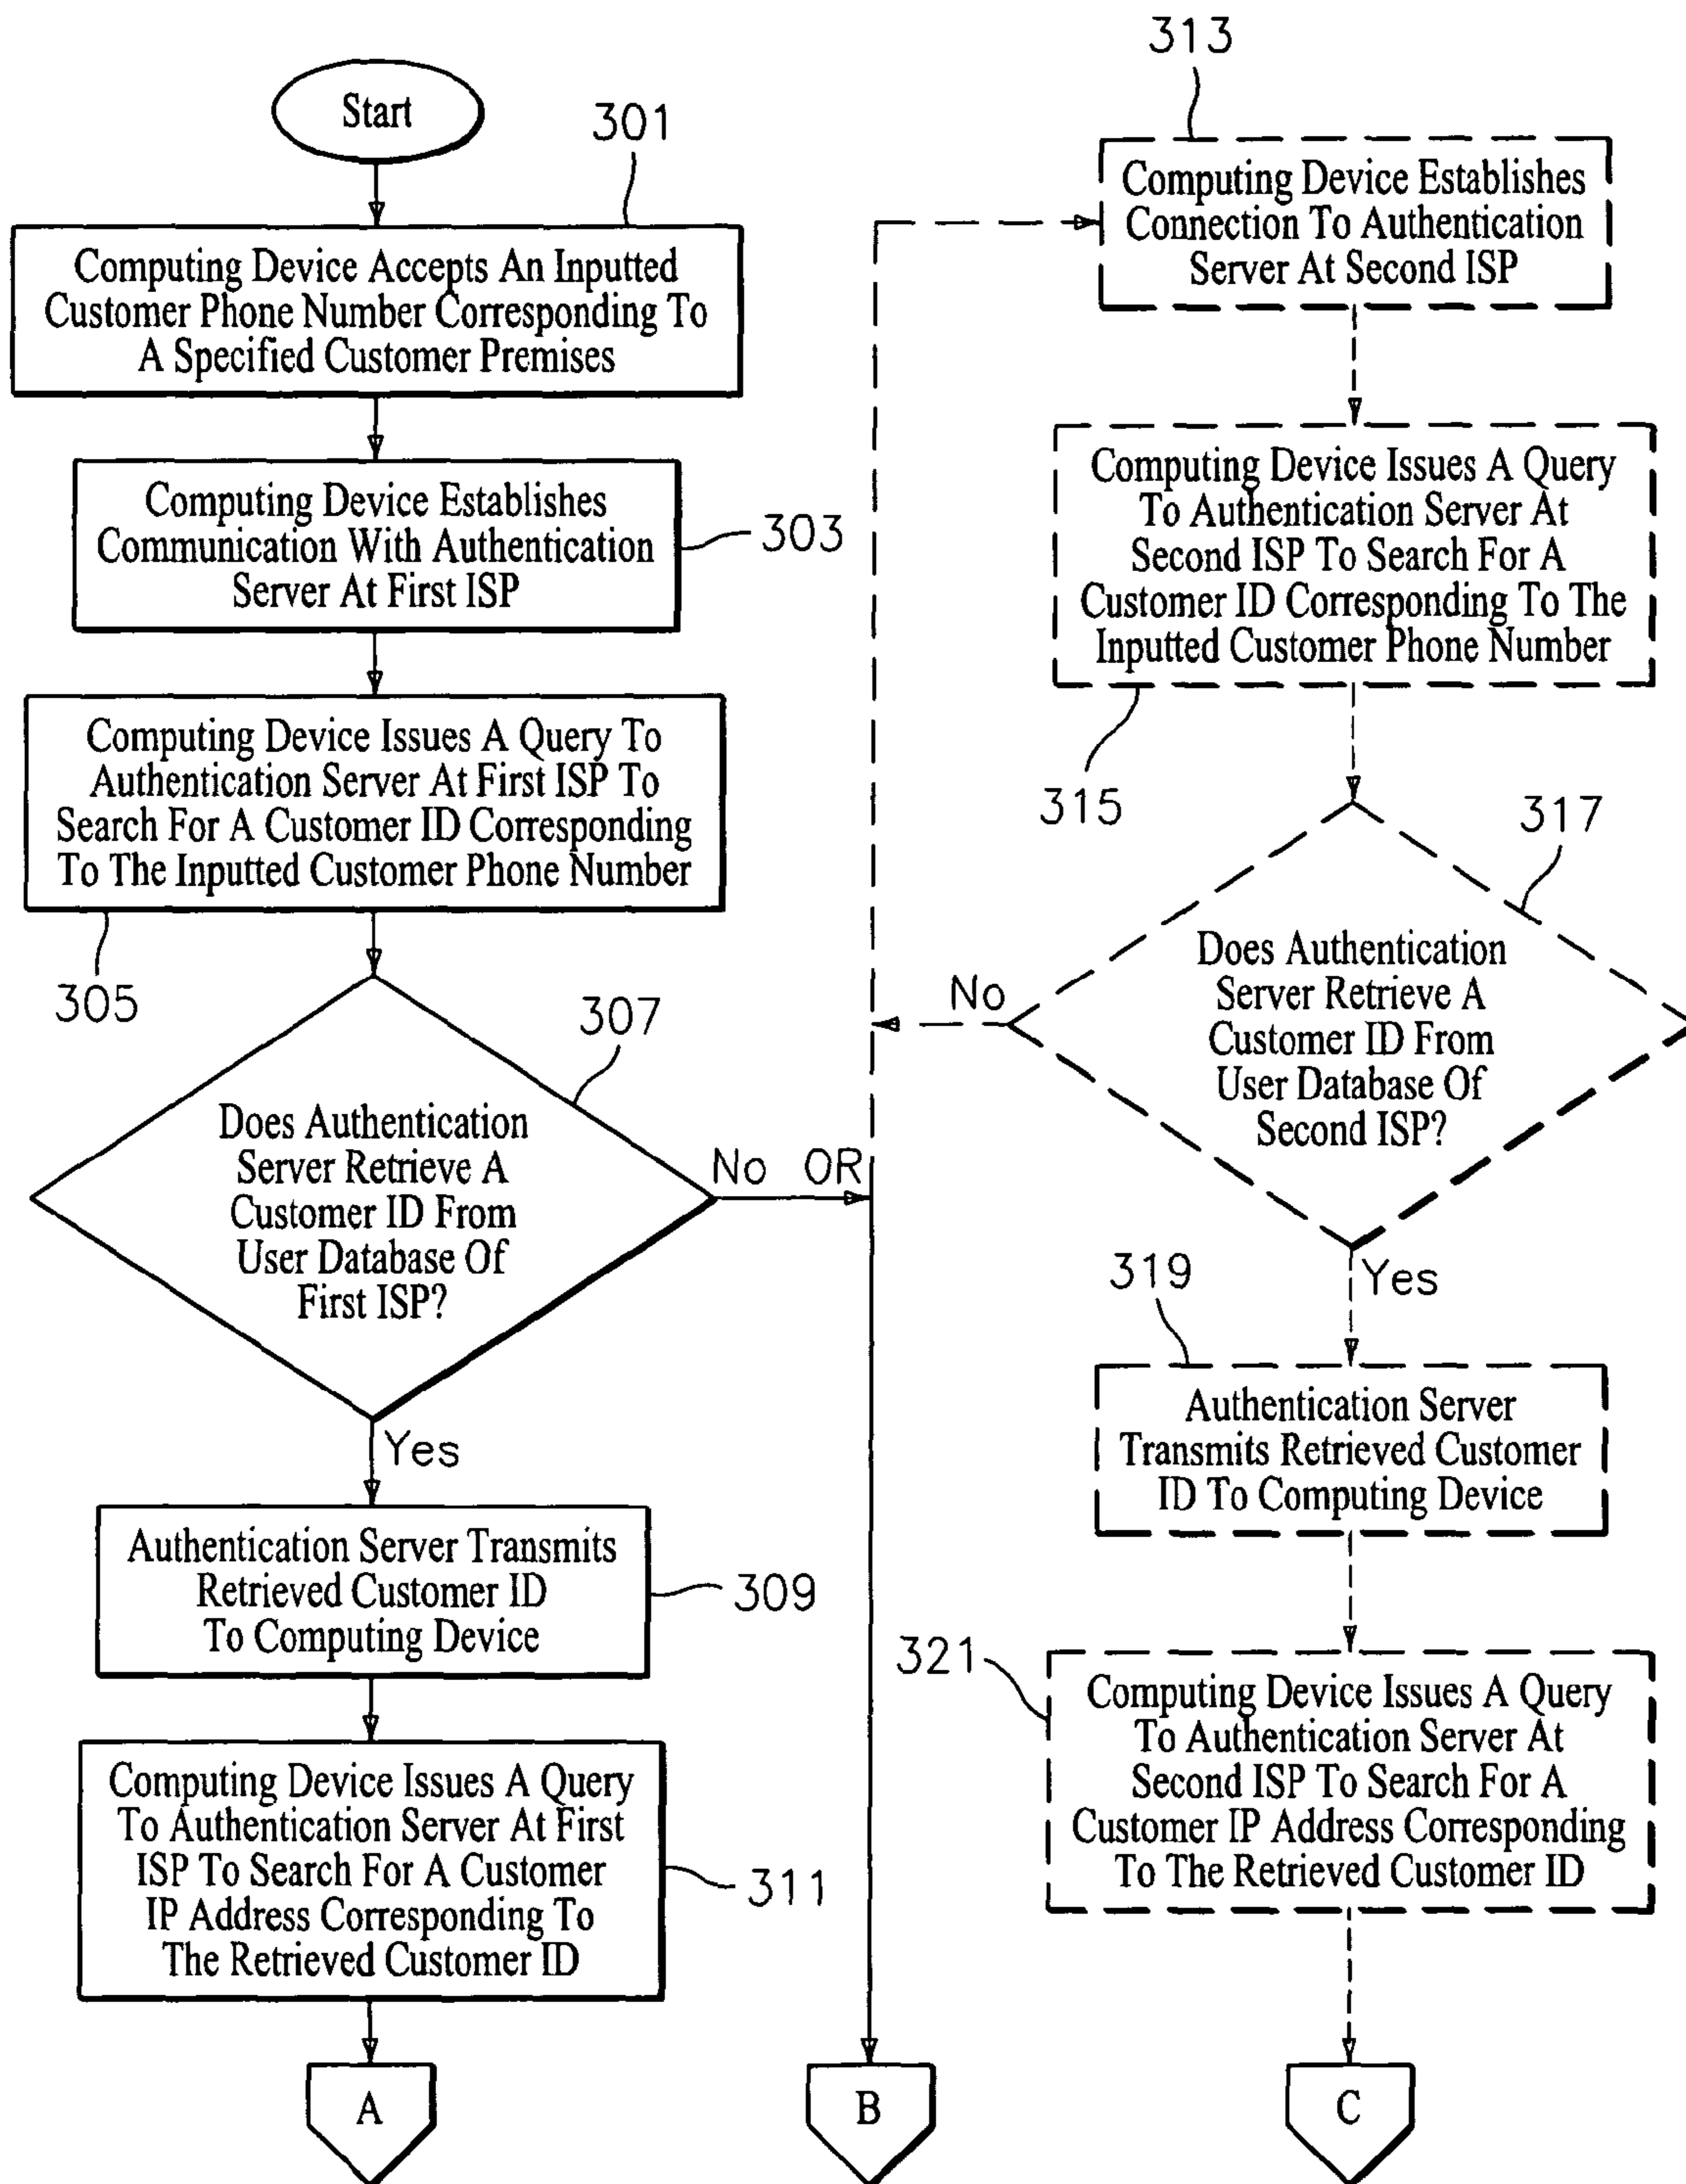 Start
301
Computing Device Accepts An Inputted
Customer Phone Number Corresponding To
A Specified Customer Premises
Computing Device Establishes
Communication With Authentication
Server At First ISP
303
Computing Device Issues A Query To
Authentication Server At First ISP To
Search For A Customer ID Corresponding
To The Inputted Customer Phone Number
305
307
Does Authentication
Server Retrieve A
Customer ID From
User Database Of
First ISP?
No OR
Yes
Authentication Server Transmits
Retrieved Customer ID
To Computing Device
309
Computing Device Issues A Query
To Authentication Server At First
ISP To Search For A Customer
IP Address Corresponding To
The Retrieved Customer ID
311
A
B
313
Computing Device Establishes
Connection To Authentication
Server At Second ISP
Computing Device Issues A Query
To Authentication Server At
Second ISP To Search For A
Customer ID Corresponding To The
Inputted Customer Phone Number
315
317
Does Authentication
Server Retrieve A
Customer ID From
User Database Of
Second ISP?
No
Yes
319
Authentication Server
Transmits Retrieved Customer
ID To Computing Device
321
Computing Device Issues A Query
To Authentication Server At
Second ISP To Search For A
Customer IP Address Corresponding
To The Retrieved Customer ID
C